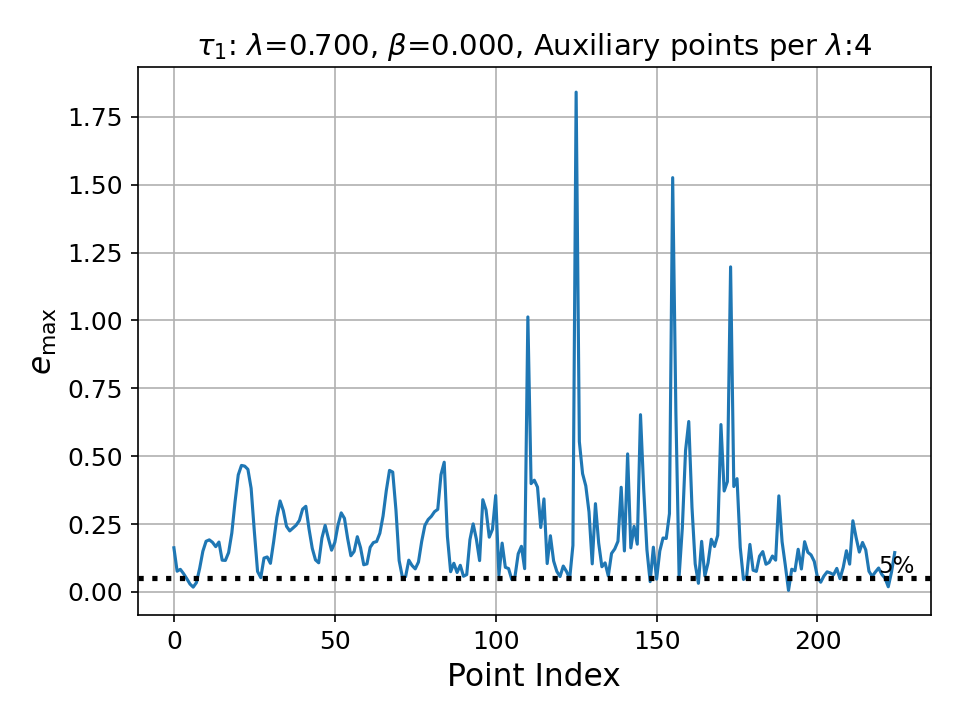 τ₁: λ=0.700, β=0.000, Auxiliary points per λ:4
e_max
1.75
1.50
1.25
1.00
0.75
0.50
0.25
0.00
5%
0 50 100 150 200
Point Index